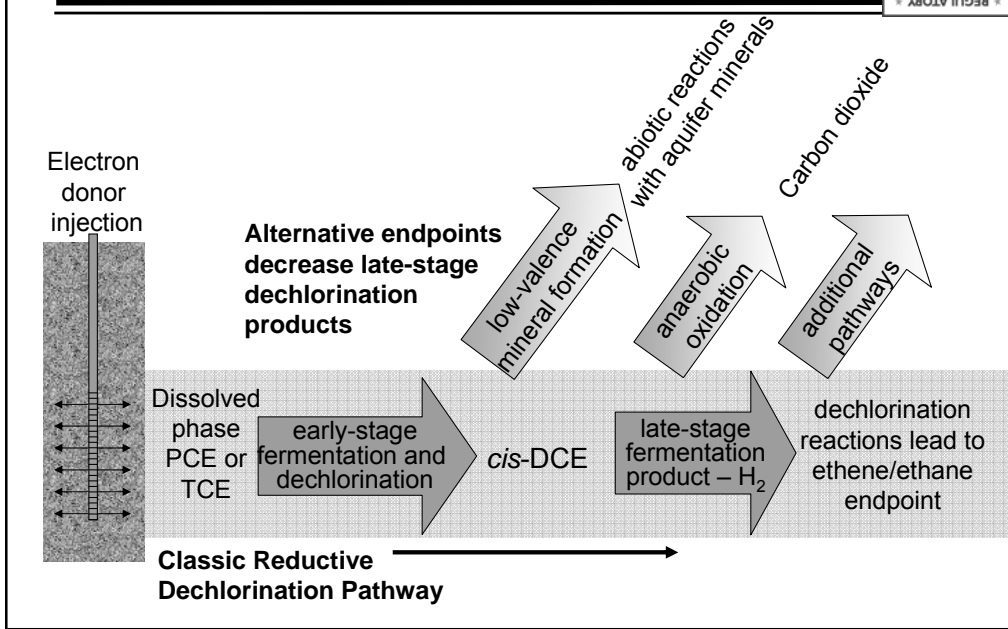 ★ REGULATORY ★
Electron
donor
injection
Alternative endpoints
decrease late-stage
dechlorination
products
low-valence
mineral formation
abiotic reactions
with aquifer minerals
anaerobic
oxidation
Carbon dioxide
additional
pathways
Dissolved
phase
PCE or
TCE
early-stage
fermentation and
dechlorination
cis-DCE
late-stage
fermentation
product – H₂
dechlorination
reactions lead to
ethene/ethane
endpoint
Classic Reductive
Dechlorination Pathway